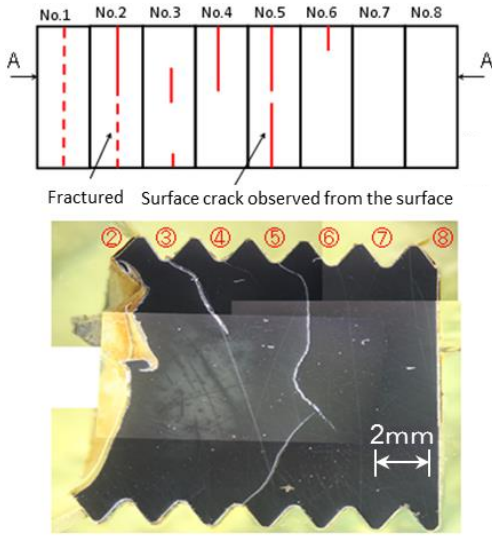 No.1 No.2 No.3 No.4 No.5 No.6 No.7 No.8
A A
Fractured Surface crack observed from the surface
② ③ ④ ⑤ ⑥ ⑦ ⑧
2mm